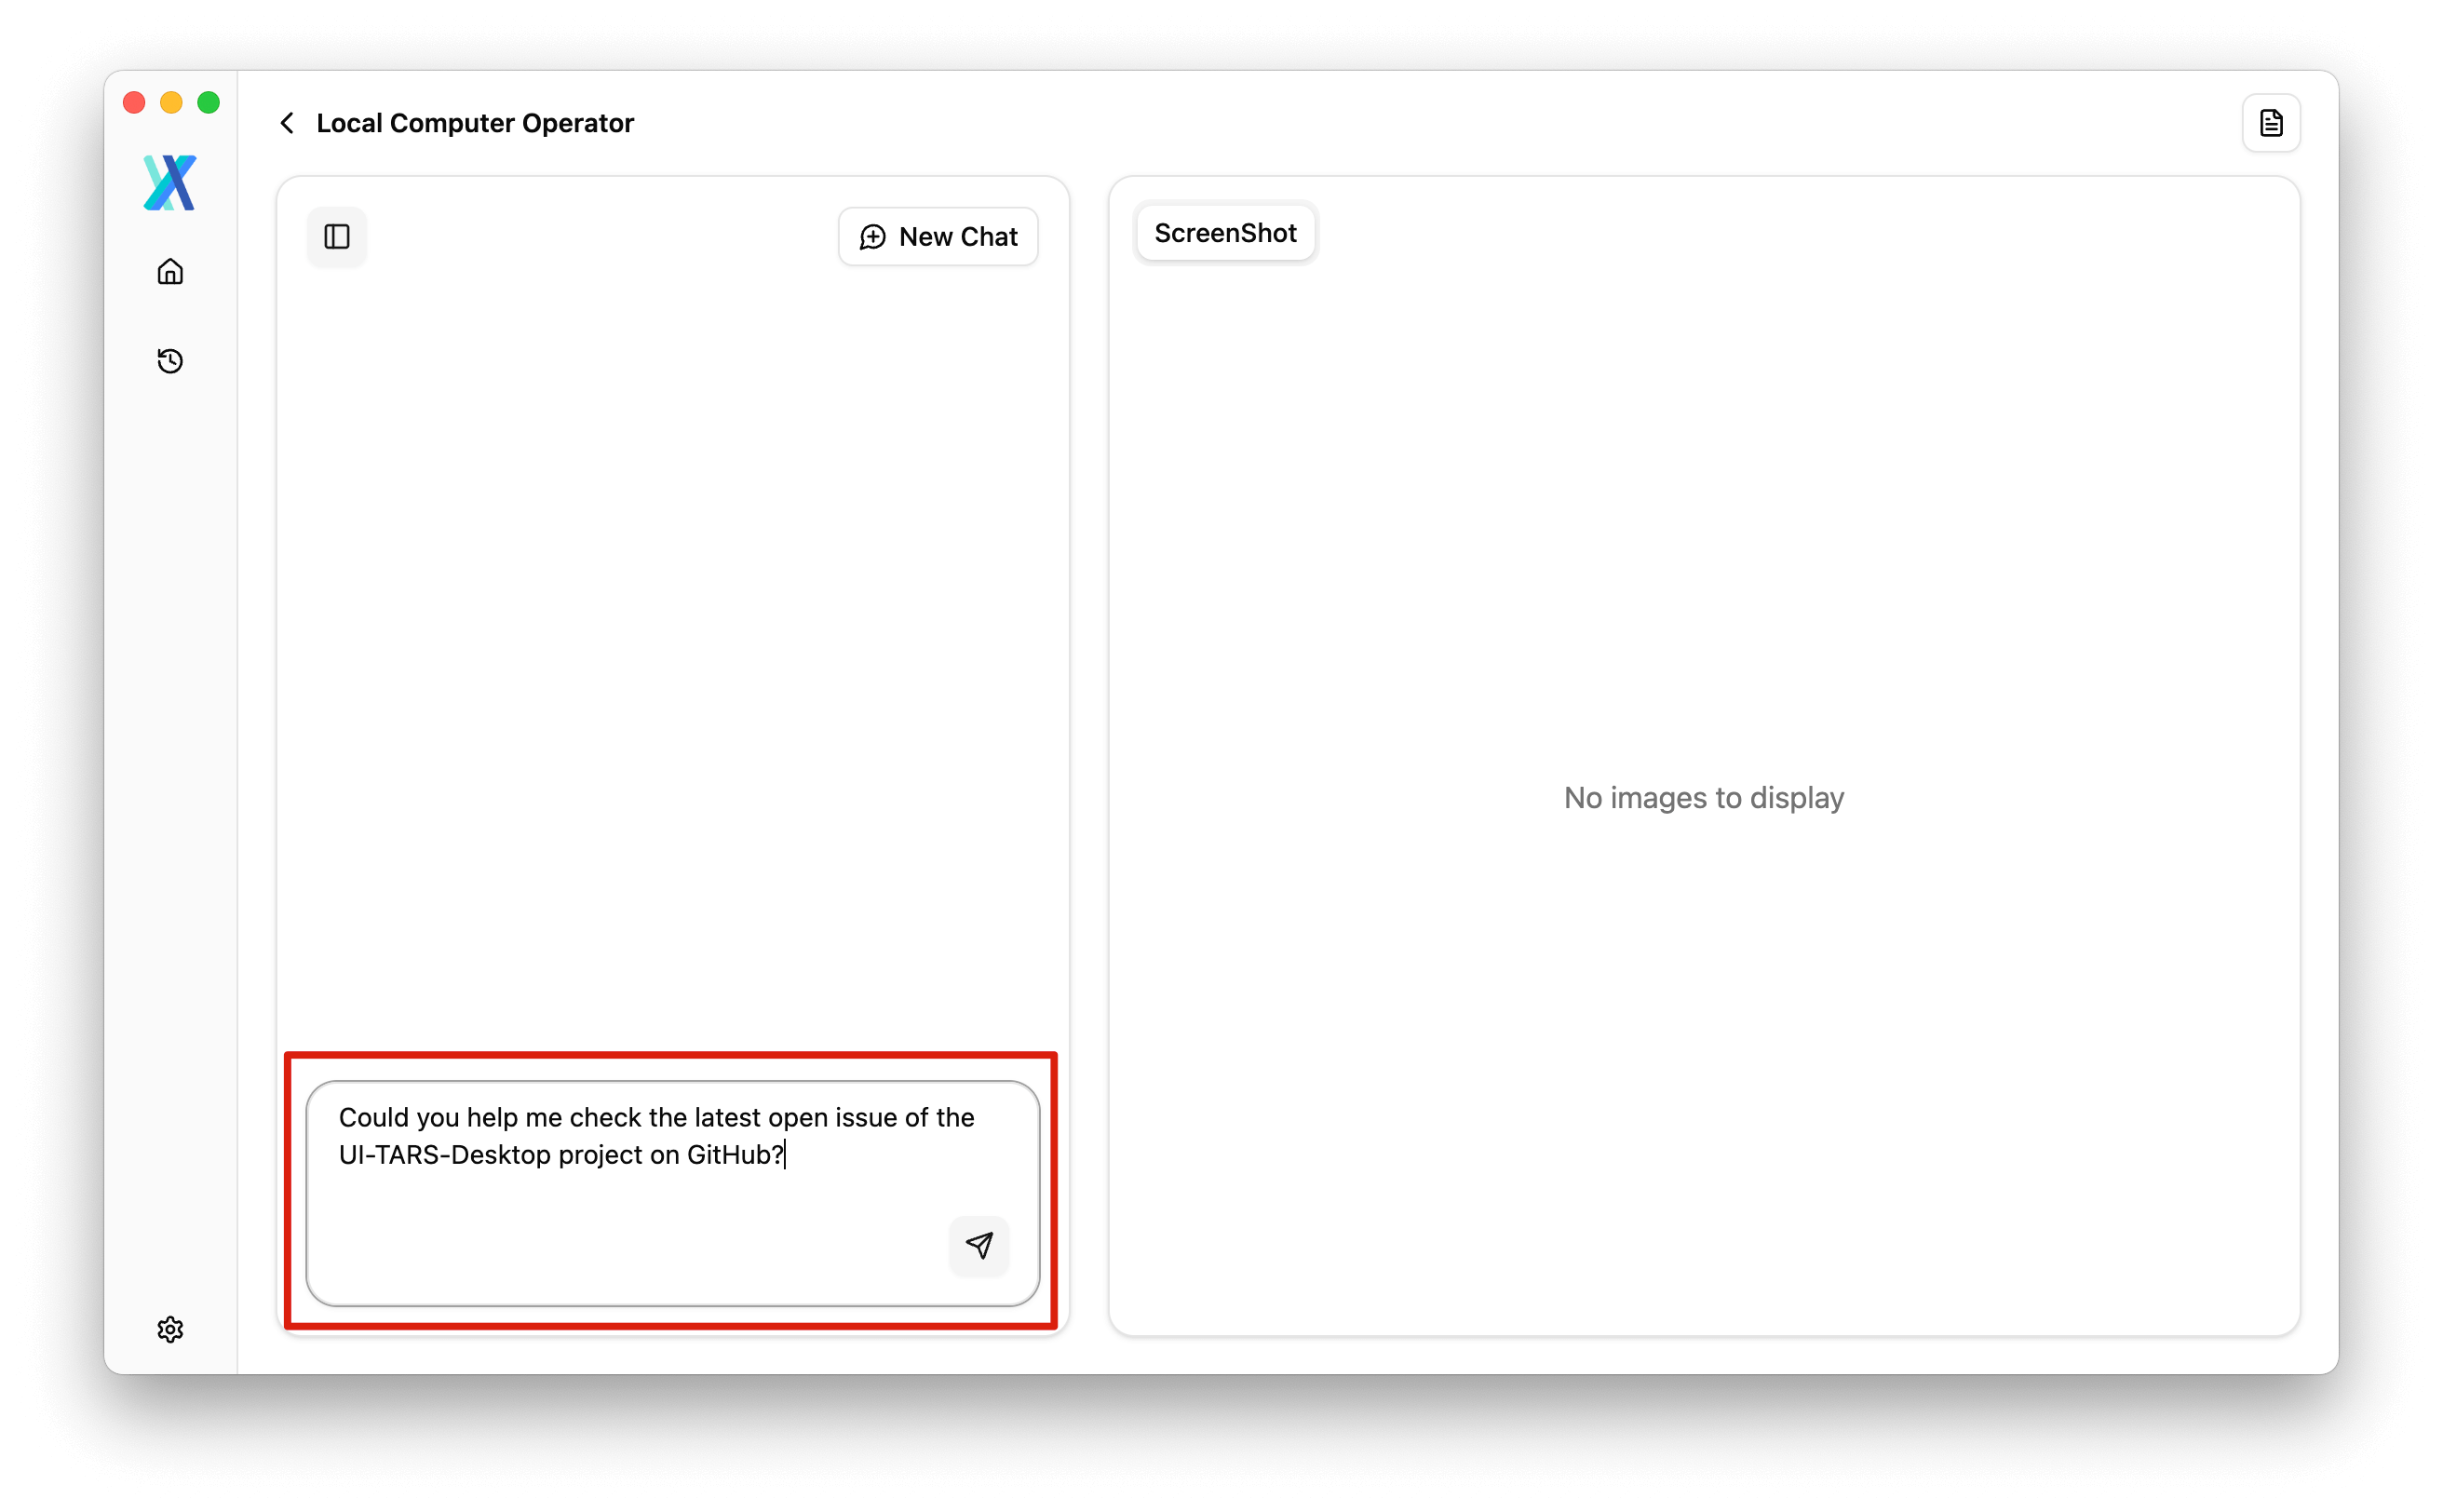 Local Computer Operator
New Chat
Could you help me check the latest open issue of the
UI-TARS-Desktop project on GitHub?
ScreenShot
No images to display